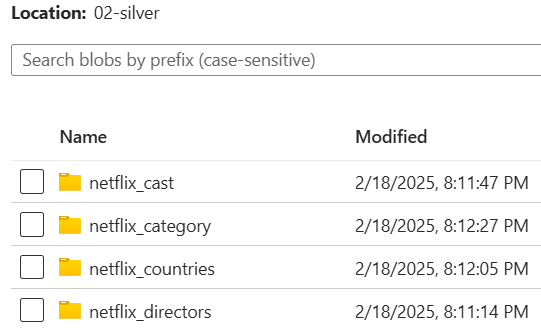 Location: 02-silver
Search blobs by prefix (case-sensitive)
Name Modified
netflix_cast 2/18/2025, 8:11:47 PM
netflix_category 2/18/2025, 8:12:27 PM
netflix_countries 2/18/2025, 8:12:05 PM
netflix_directors 2/18/2025, 8:11:14 PM